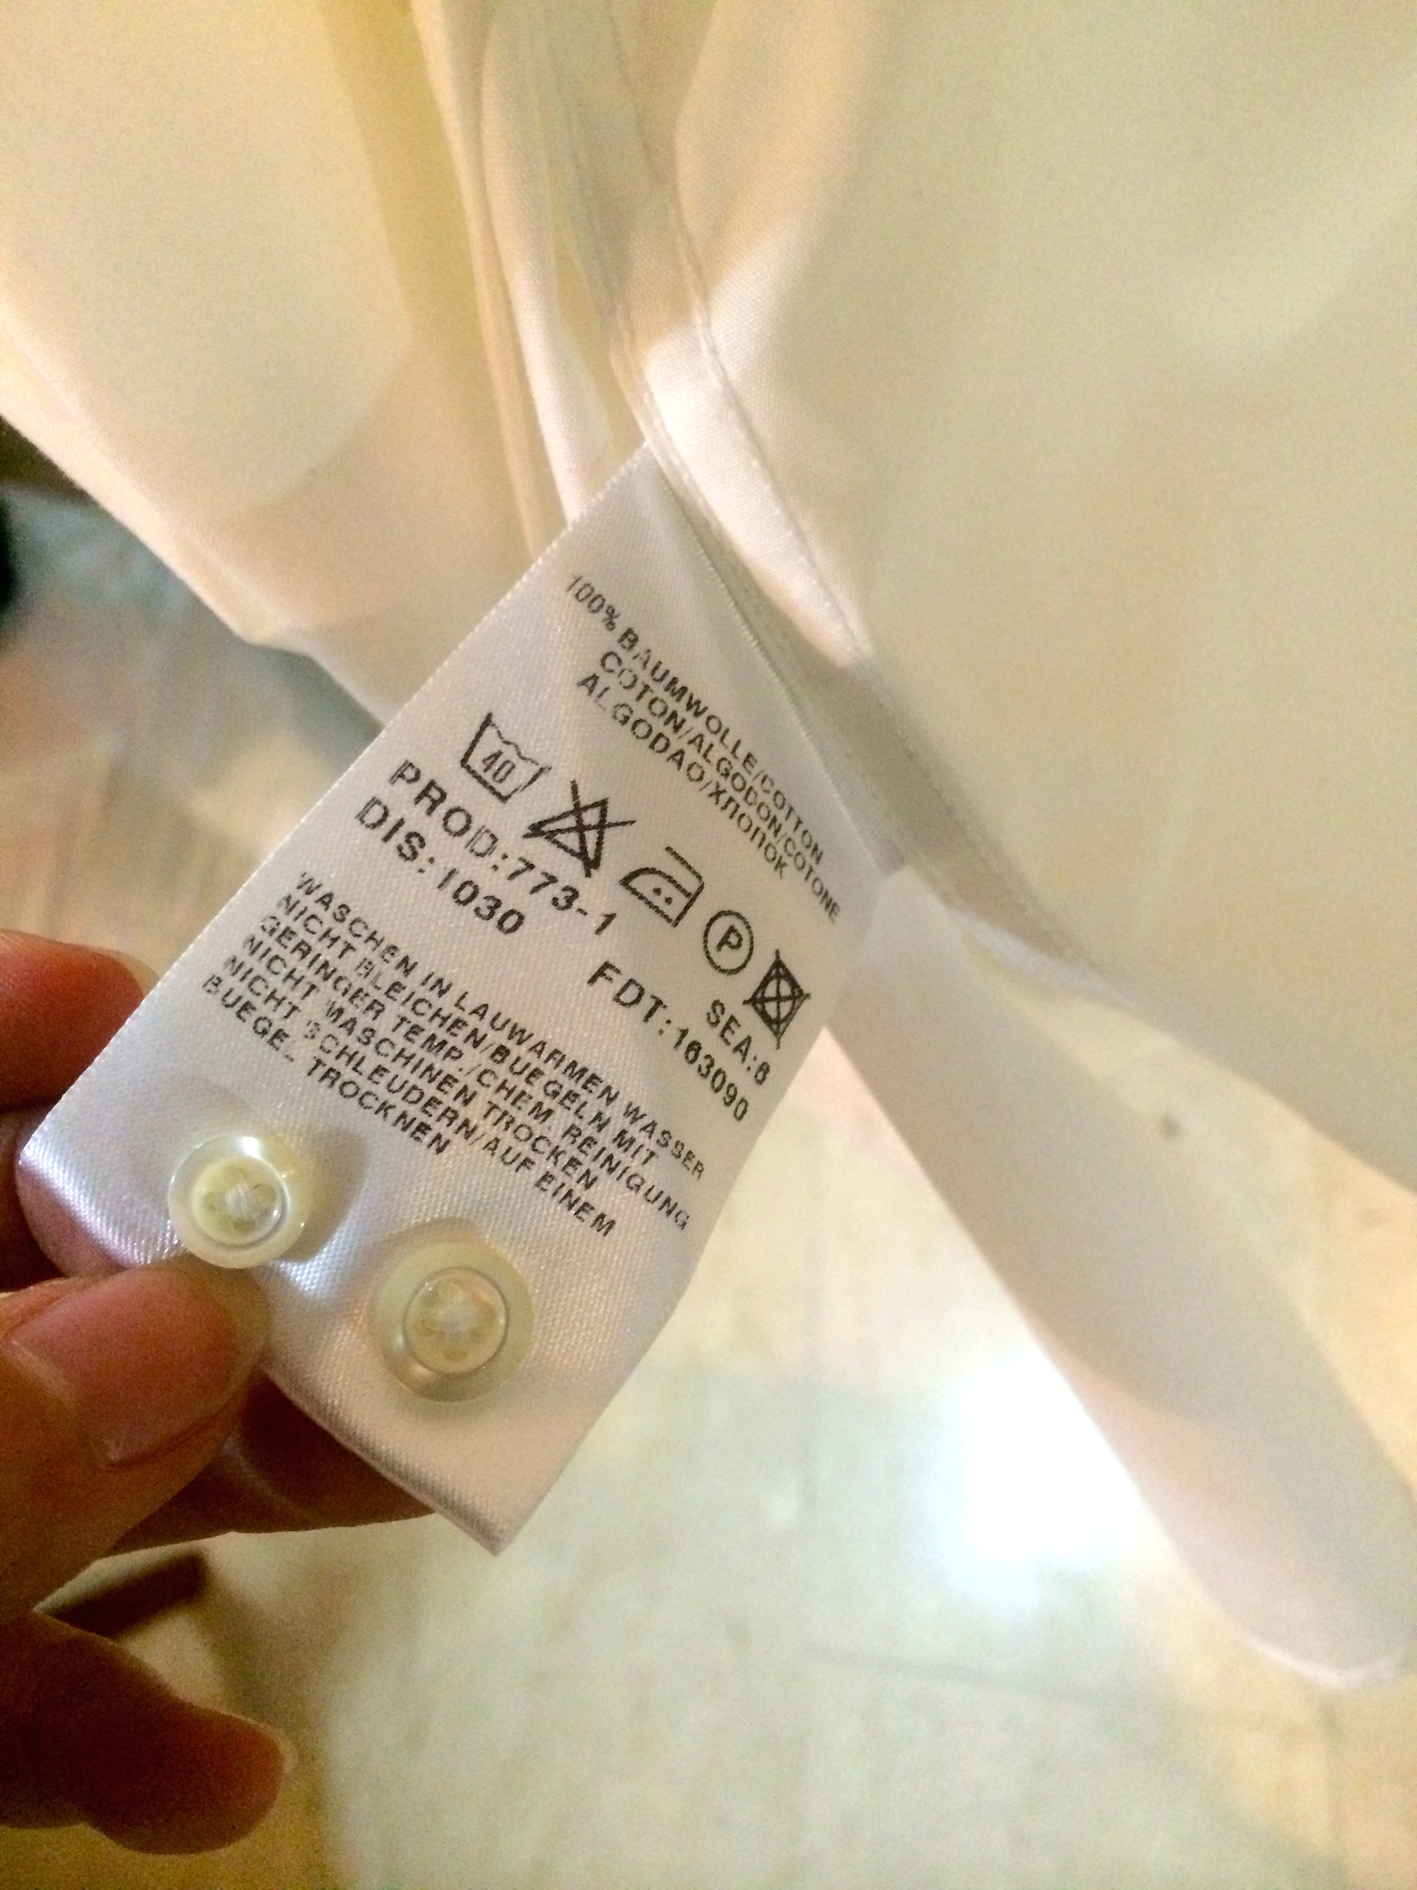 100% BAUMWOLLE/COTTON
COTON/ALGODON/COTONE
ALGODAO/ХЛОПОК
40
P
PROD:773-1 SEA:8
DIS:1030 FDT:163090
WASCHEN IN LAUWARMEN WASSER
NICHT BLEICHEN/BUEGELN MIT
GERINGER TEMP./CHEM. REINIGUNG
NICHT MASCHINEN TROCKEN
NICHT SCHLEUDERN/AUF EINEM
BUEGEL TROCKNEN